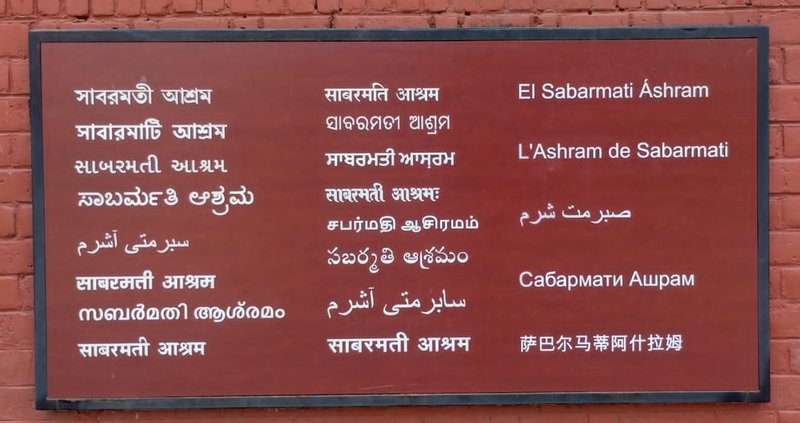 সাবরমতী আশ্রম
সাবারমাটি আশ্রম
સાબરમતી આશ્રમ
ಸಾಬರ್ಮತಿ ಆಶ್ರಮ
سبرمتی آشرم
साबरमती आश्रम
സബർമതി ആശ്രമം
साबरमती आश्रम
साबरमति आश्रम
ସାବରମତୀ ଆଶ୍ରମ
ਸਾਬਰਮਤੀ ਆਸ਼ਰਮ
साबरमती आश्रमः
சபர்மதி ஆசிரமம்
సబర్మతి ఆశ్రమం
سابرمتی آشرم
साबरमती आश्रम
El Sabarmati Áshram
L'Ashram de Sabarmati
صبرمت شرم
Сабармати Ашрам
萨巴尔马蒂阿什拉姆